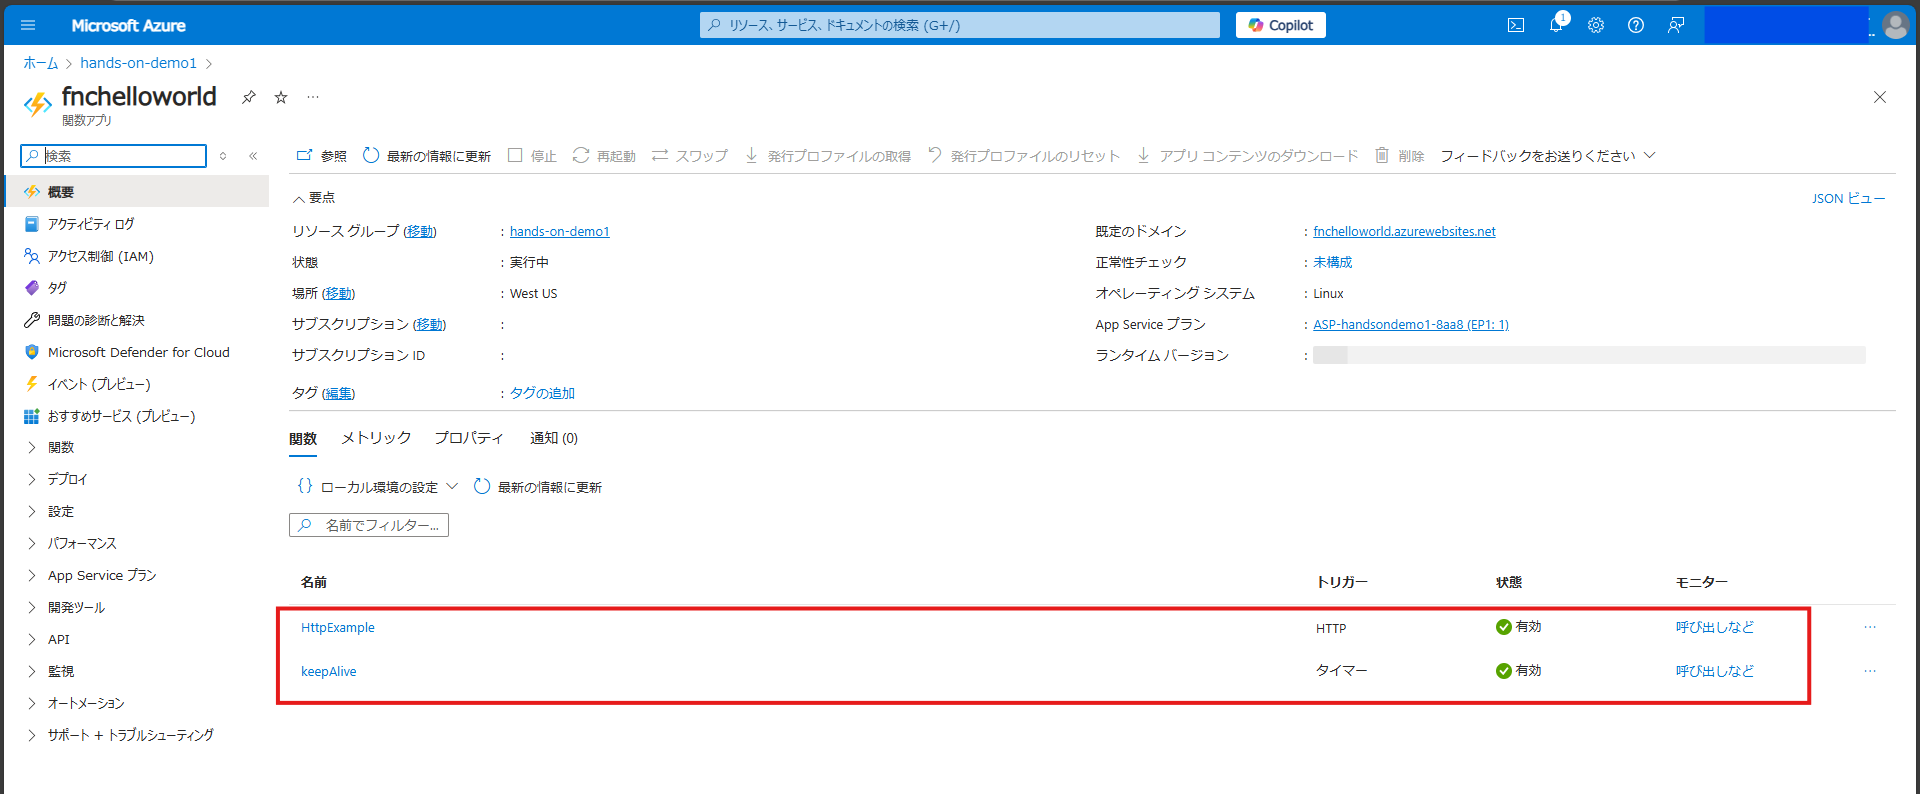 Microsoft Azure
リソース、サービス、ドキュメントの検索 (G+/)
Copilot
1
ホーム > hands-on-demo1 >
fnchelloworld
関数アプリ
検索
概要
アクティビティ ログ
アクセス制御 (IAM)
タグ
問題の診断と解決
Microsoft Defender for Cloud
イベント (プレビュー)
おすすめサービス (プレビュー)
関数
デプロイ
設定
パフォーマンス
App Service プラン
開発ツール
API
監視
オートメーション
サポート + トラブルシューティング
参照 最新の情報に更新 停止 再起動 スワップ 発行プロファイルの取得 発行プロファイルのリセット アプリ コンテンツのダウンロード 削除 フィードバックをお送りください
要点
JSON ビュー
リソース グループ (移動) : hands-on-demo1
状態 : 実行中
場所 (移動) : West US
サブスクリプション (移動) :
サブスクリプション ID :
タグ (編集) : タグの追加
既定のドメイン : fnchelloworld.azurewebsites.net
正常性チェック : 未構成
オペレーティング システム : Linux
App Service プラン : ASP-handsondemo1-8aa8 (EP1: 1)
ランタイム バージョン :
関数 メトリック プロパティ 通知 (0)
{} ローカル環境の設定 最新の情報に更新
名前でフィルター...
名前 トリガー 状態 モニター
HttpExample HTTP 有効 呼び出しなど
keepAlive タイマー 有効 呼び出しなど